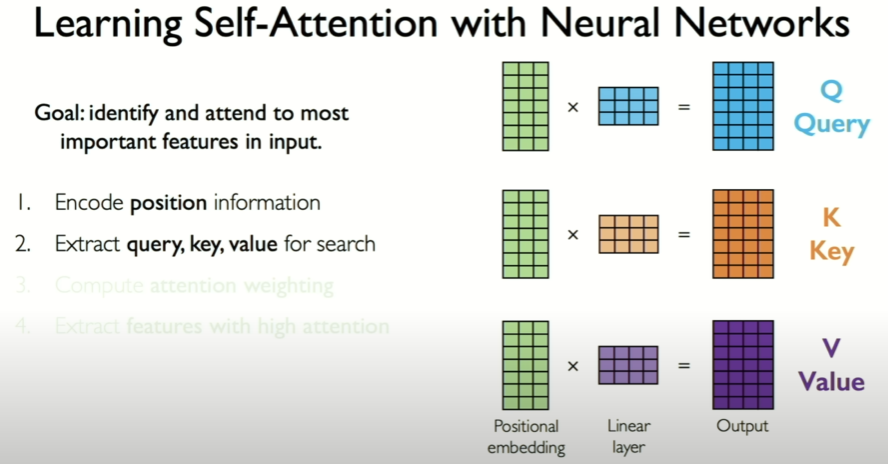 Learning Self-Attention with Neural Networks
Goal: identify and attend to most
important features in input.
1. Encode position information
2. Extract query, key, value for search
3. Compute attention weighting
4. Extract features with high attention
× = Q
Query
× = K
Key
× = V
Value
Positional
embedding
Linear
layer
Output